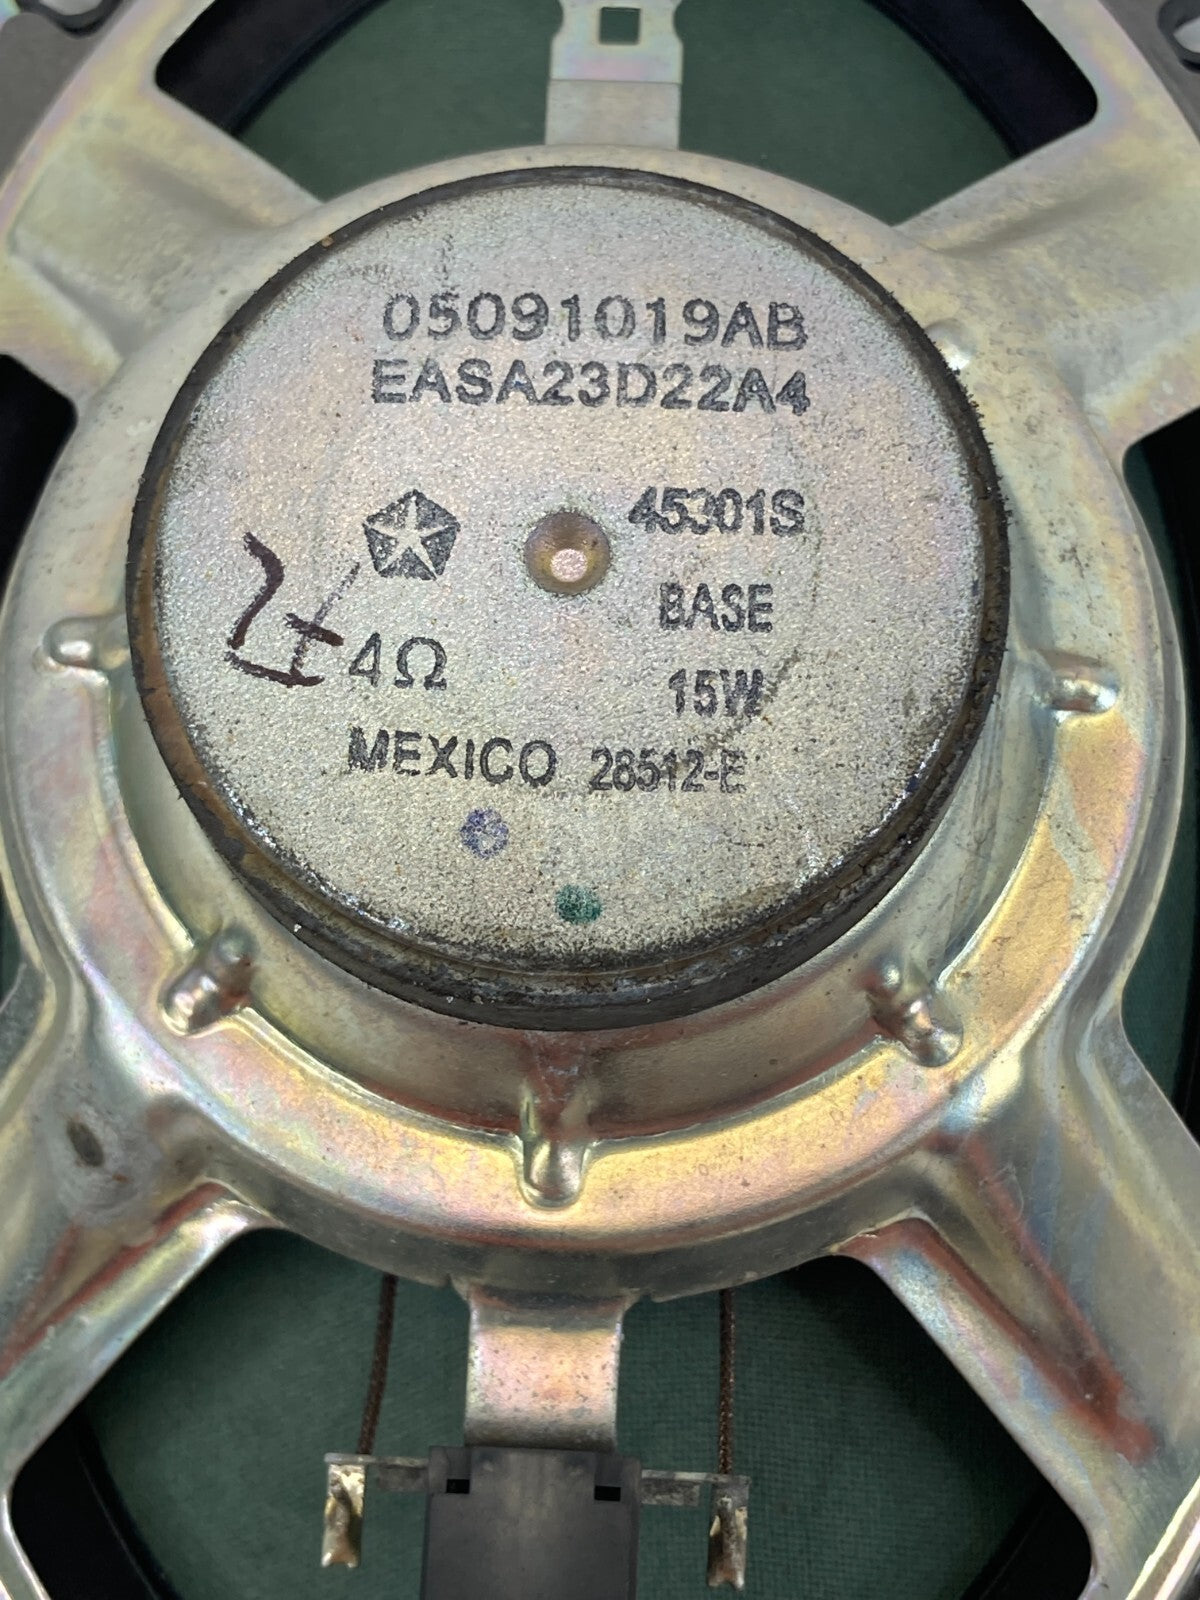 05091019AB
EASA23D22A4
45301S
BASE
4Ω 15W
MEXICO 28512-E